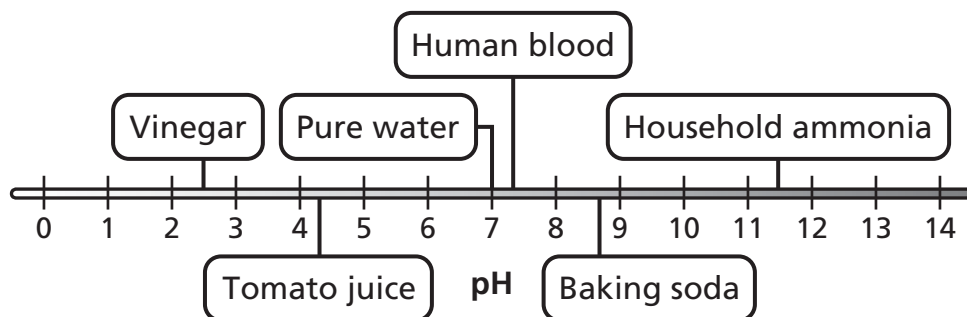 Human blood
Vinegar Pure water Household ammonia
0 1 2 3 4 5 6 7 8 9 10 11 12 13 14
Tomato juice pH Baking soda